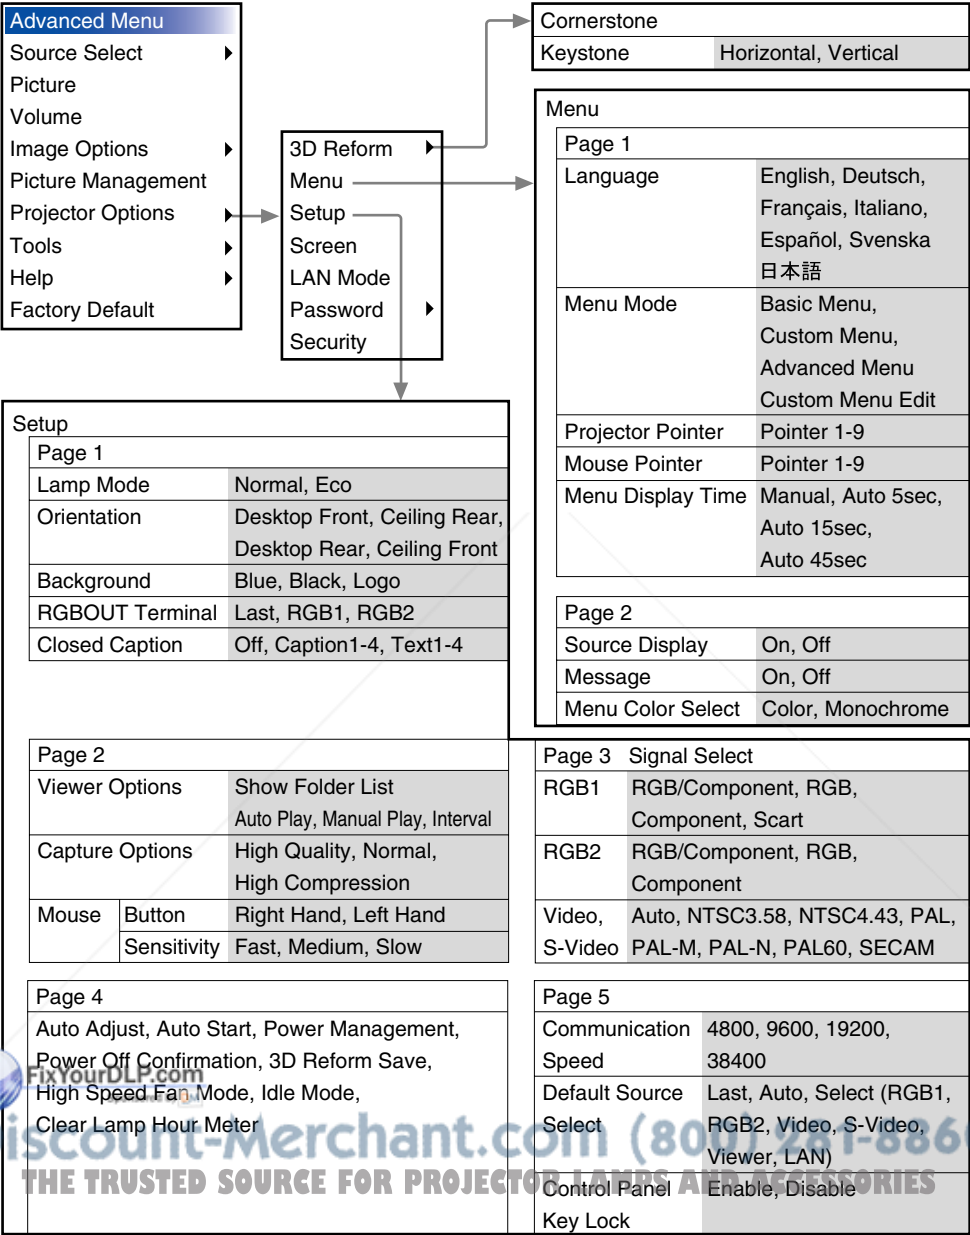 Advanced Menu
Source Select
Picture
Volume
Image Options
Picture Management
Projector Options
Tools
Help
Factory Default
3D Reform
Menu
Setup
Screen
LAN Mode
Password
Security
Cornerstone
Keystone Horizontal, Vertical
Menu
Page 1
Language English, Deutsch,
Français, Italiano,
Español, Svenska
日本語
Menu Mode Basic Menu,
Custom Menu,
Advanced Menu
Custom Menu Edit
Projector Pointer Pointer 1-9
Mouse Pointer Pointer 1-9
Menu Display Time Manual, Auto 5sec,
Auto 15sec,
Auto 45sec
Page 2
Source Display On, Off
Message On, Off
Menu Color Select Color, Monochrome
Setup
Page 1
Lamp Mode Normal, Eco
Orientation Desktop Front, Ceiling Rear,
Desktop Rear, Ceiling Front
Background Blue, Black, Logo
RGBOUT Terminal Last, RGB1, RGB2
Closed Caption Off, Caption1-4, Text1-4
Page 2
Viewer Options Show Folder List
Auto Play, Manual Play, Interval
Capture Options High Quality, Normal,
High Compression
Mouse Button Right Hand, Left Hand
Sensitivity Fast, Medium, Slow
Page 3 Signal Select
RGB1 RGB/Component, RGB,
Component, Scart
RGB2 RGB/Component, RGB,
Component
Video, Auto, NTSC3.58, NTSC4.43, PAL,
S-Video PAL-M, PAL-N, PAL60, SECAM
Page 4
Auto Adjust, Auto Start, Power Management,
Power Off Confirmation, 3D Reform Save,
High Speed Fan Mode, Idle Mode,
Clear Lamp Hour Meter
Page 5
Communication 4800, 9600, 19200,
Speed 38400
Default Source Last, Auto, Select (RGB1,
Select RGB2, Video, S-Video,
Viewer, LAN)
Control Panel Enable, Disable
Key Lock
FixYourDLP.com
iscount-Merchant.com (800) 281-886
THE TRUSTED SOURCE FOR PROJECTOR LAMPS AND ACCESSORIES